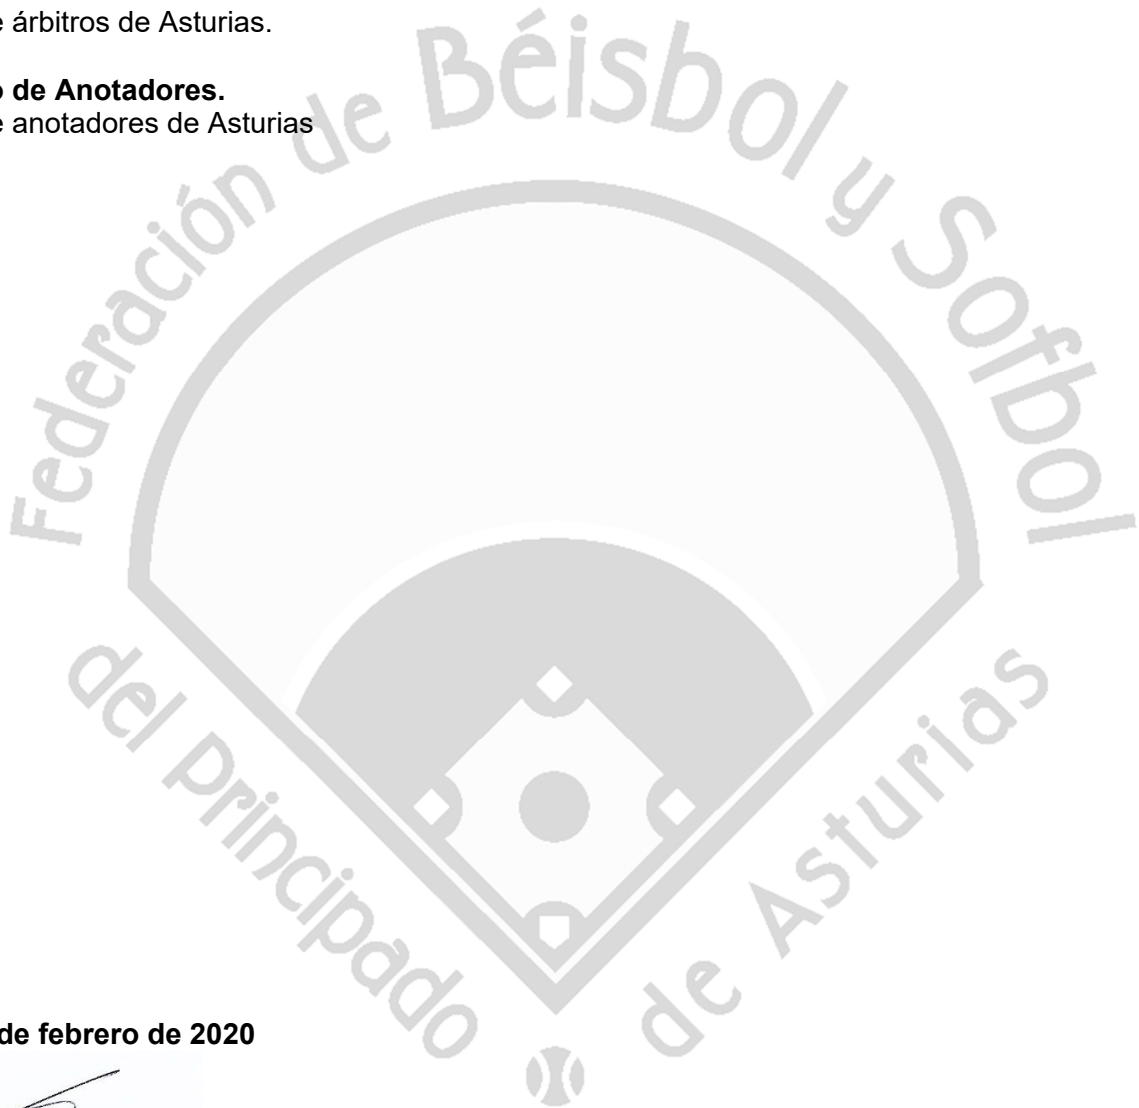 e árbitros de Asturias.
o de Anotadores.
e anotadores de Asturias
Federación de Béisbol y Sofbol
del Principado de Asturias
de febrero de 2020